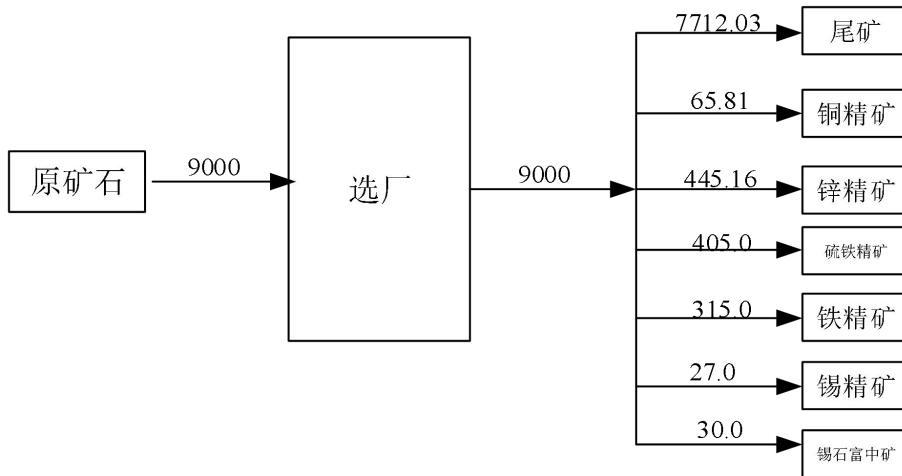 原矿石
9000
选厂
9000
7712.03
尾矿
65.81
铜精矿
445.16
锌精矿
405.0
硫铁精矿
315.0
铁精矿
27.0
锡精矿
30.0
锡石富中矿